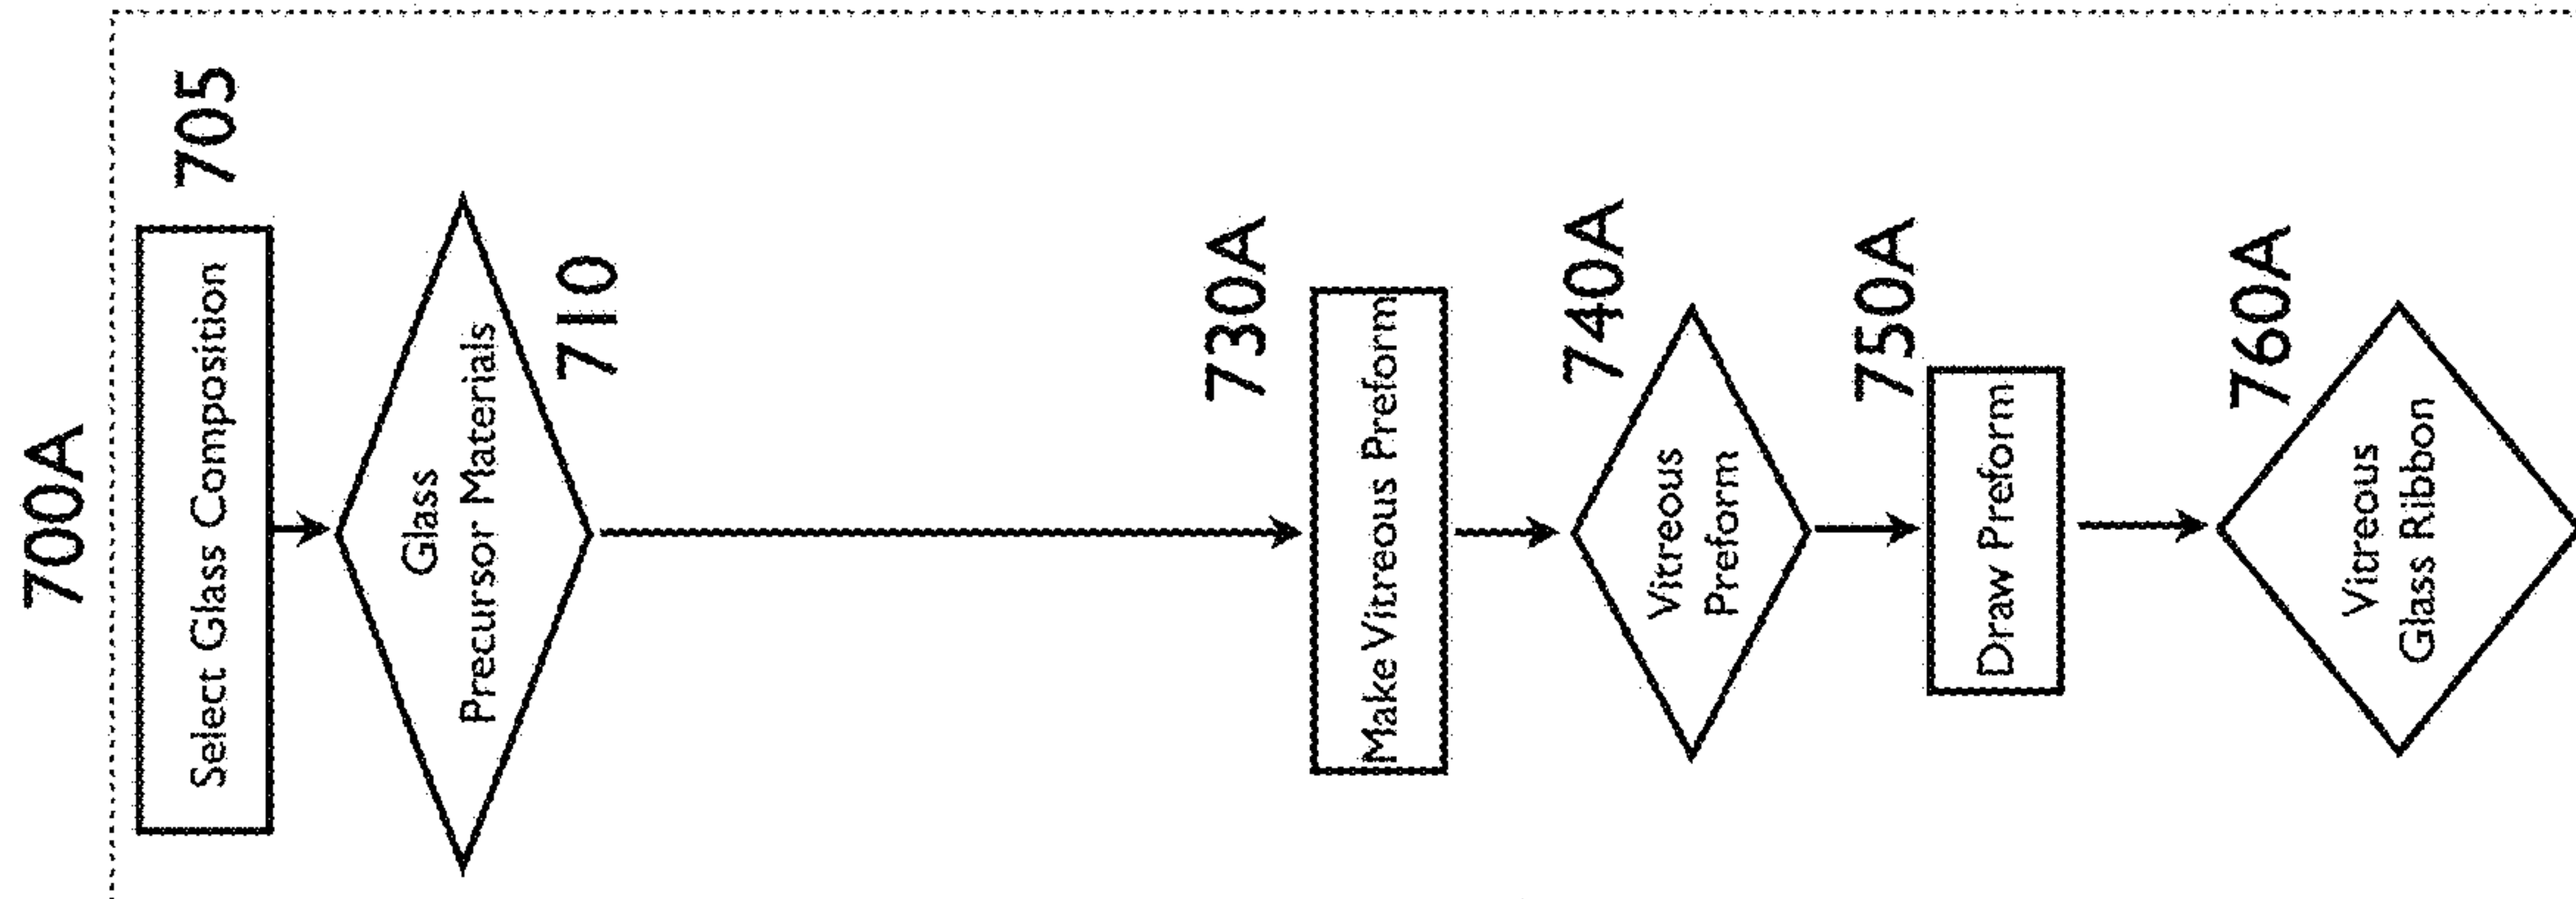 700A
705
Select Glass Composition
Glass
Precursor Materials
710
730A
Make Vitreous Preform
740A
Vitreous
Preform
750A
Draw Preform
760A
Vitreous
Glass Ribbon